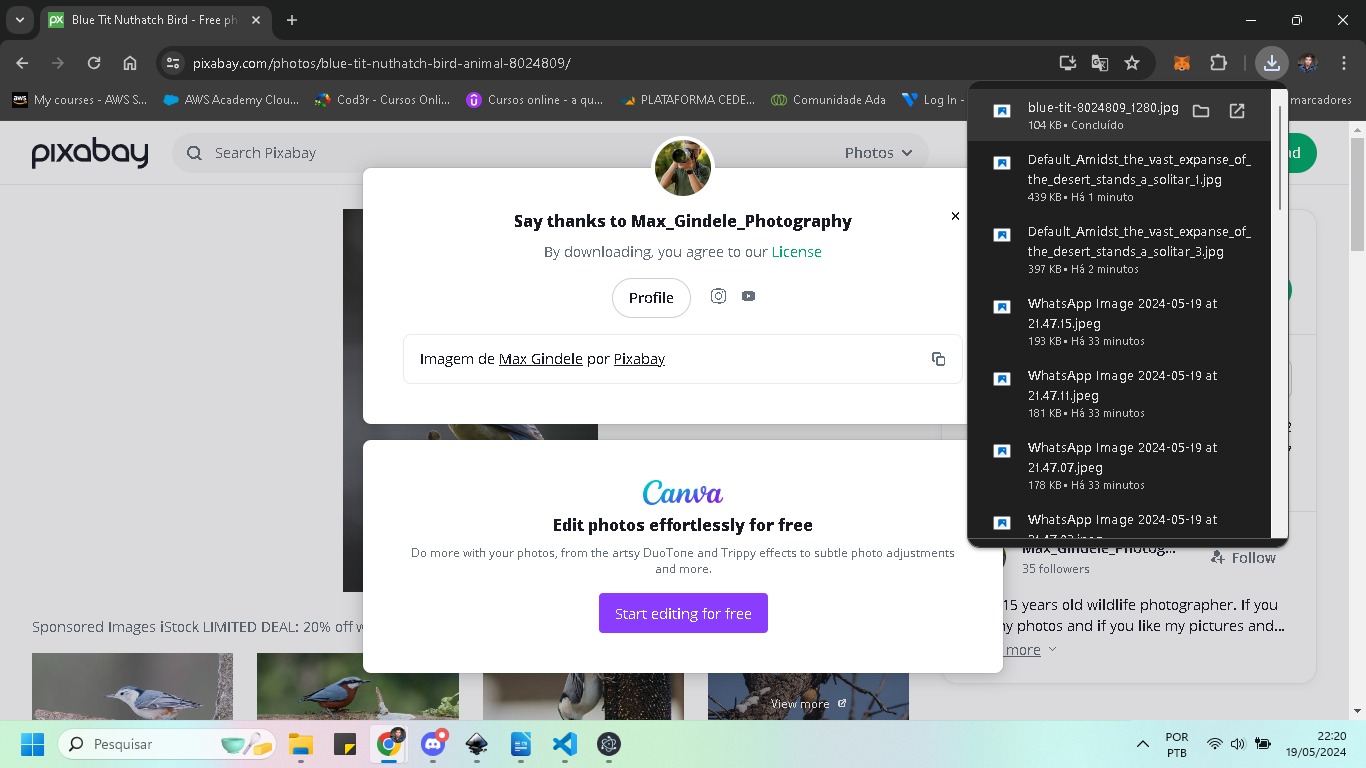 Blue Tit Nuthatch Bird - Free ph
pixabay.com/photos/blue-tit-nuthatch-bird-animal-8024809/
aws
My courses - AWS S...
AWS Academy Clou...
Cod3r - Cursos Onli...
Cursos online - a qu...
PLATAFORMA CEDE...
Comunidade Ada
Log In -
marcadores
blue-tit-8024809_1280.jpg
104 KB • Concluído
Default_Amidst_the_vast_expanse_of_
the_desert_stands_a_solitar_1.jpg
439 KB • Há 1 minuto
Default_Amidst_the_vast_expanse_of_
the_desert_stands_a_solitar_3.jpg
397 KB • Há 2 minutos
WhatsApp Image 2024-05-19 at
21.47.15.jpeg
193 KB • Há 33 minutos
WhatsApp Image 2024-05-19 at
21.47.11.jpeg
181 KB • Há 33 minutos
WhatsApp Image 2024-05-19 at
21.47.07.jpeg
178 KB • Há 33 minutos
WhatsApp Image 2024-05-19 at
pixabay
Search Pixabay
Photos
Say thanks to Max_Gindele_Photography
By downloading, you agree to our License
Profile
Imagem de Max Gindele por Pixabay
Canva
Edit photos effortlessly for free
Do more with your photos, from the artsy DuoTone and Trippy effects to subtle photo adjustments
and more.
Start editing for free
Max_Gindele_Photog...
35 followers
Follow
15 years old wildlife photographer. If you
my photos and if you like my pictures and...
more
Sponsored Images iStock LIMITED DEAL: 20% off
View more
Pesquisar
POR
PTB
22:20
19/05/2024